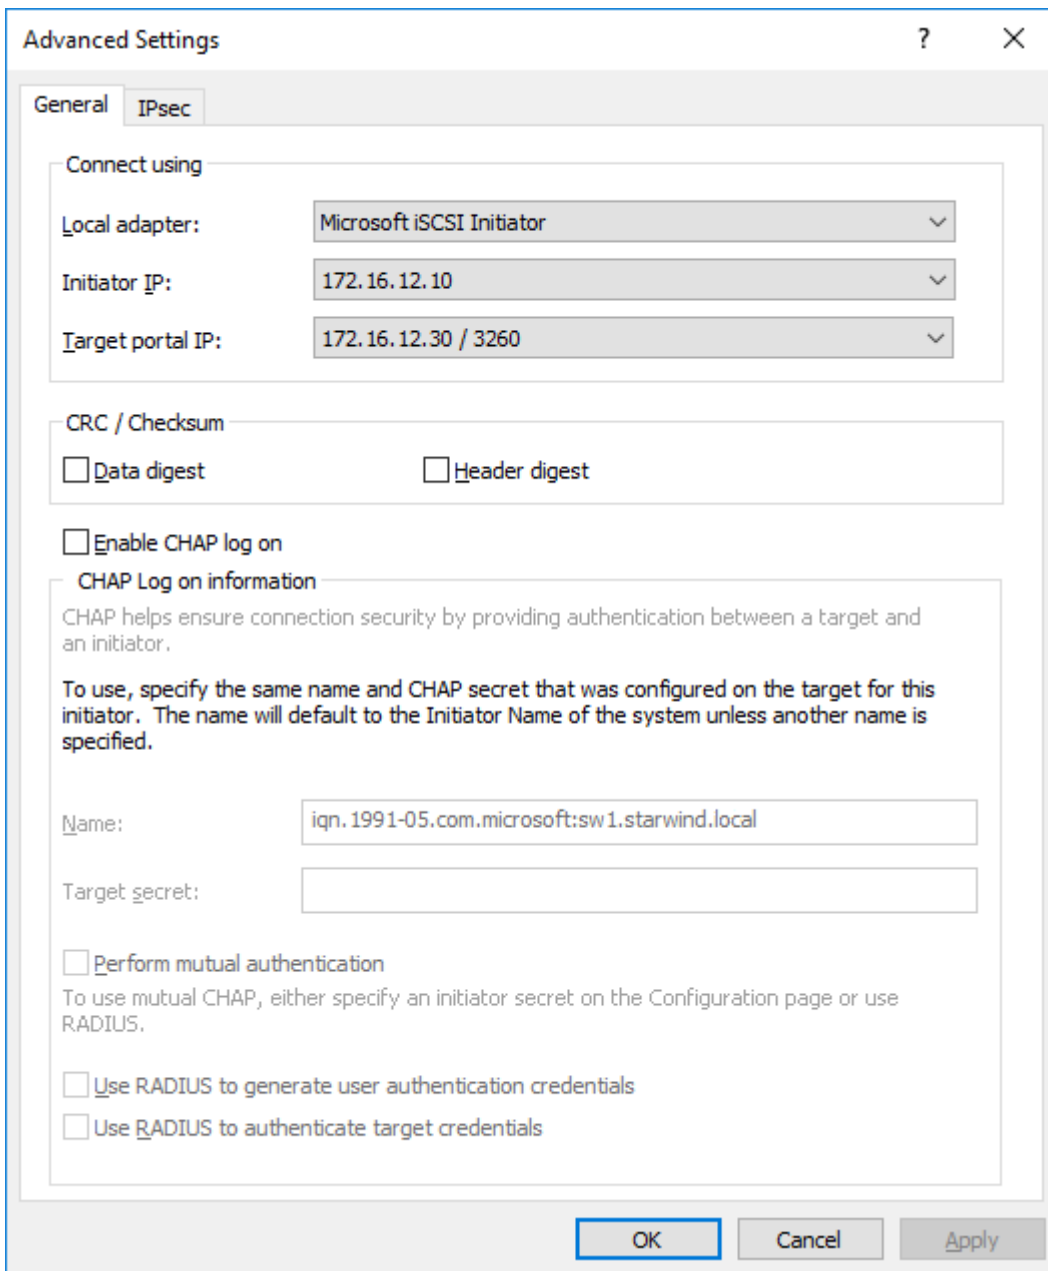 Advanced Settings ?
General IPsec
Connect using
Local adapter: Microsoft iSCSI Initiator
Initiator IP: 172.16.12.10
Target portal IP: 172.16.12.30 / 3260
CRC / Checksum
Data digest Header digest
Enable CHAP log on
CHAP Log on information
CHAP helps ensure connection security by providing authentication between a target and
an initiator.
To use, specify the same name and CHAP secret that was configured on the target for this
initiator.  The name will default to the Initiator Name of the system unless another name is
specified.
Name: iqn.1991-05.com.microsoft:sw1.starwind.local
Target secret:
Perform mutual authentication
To use mutual CHAP, either specify an initiator secret on the Configuration page or use
RADIUS.
Use RADIUS to generate user authentication credentials
Use RADIUS to authenticate target credentials
OK Cancel Apply